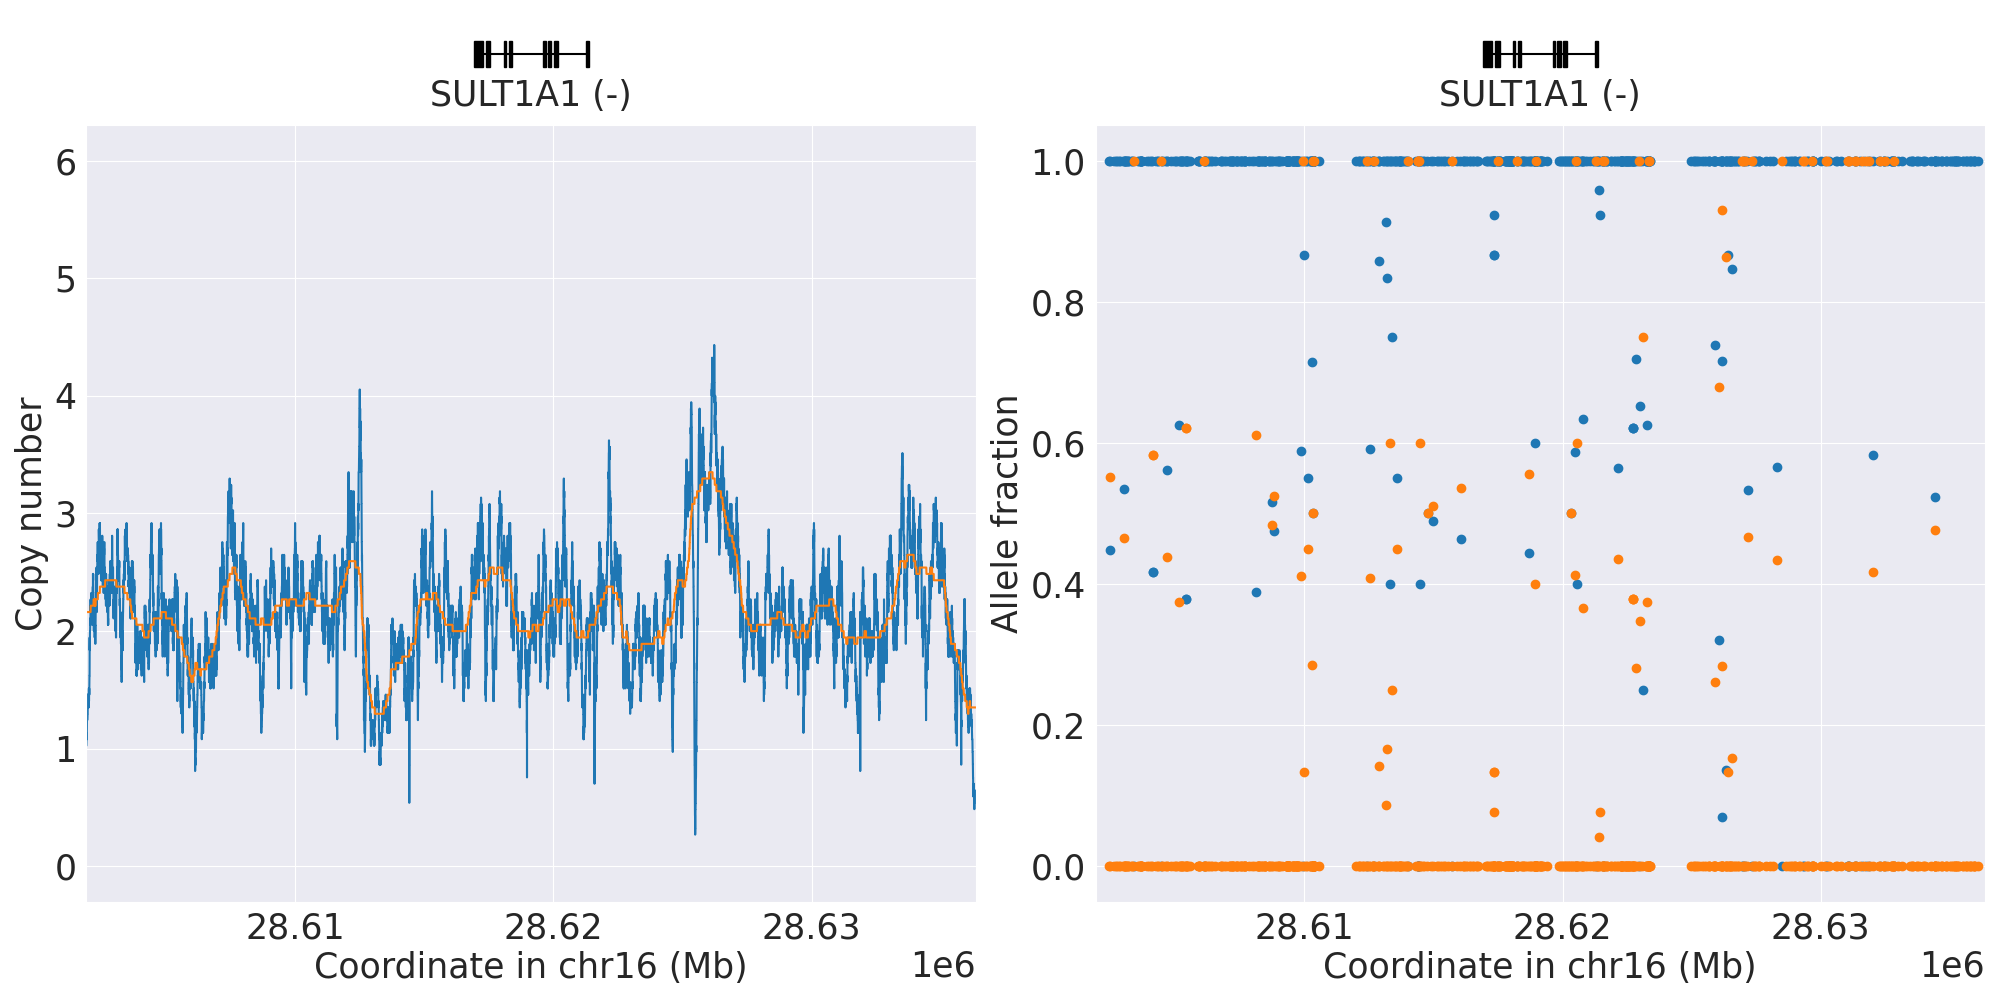 SULT1A1 (-)
6
5
4
3
2
1
0
Copy number
28.61
28.62
28.63
Coordinate in chr16 (Mb)
1e6
SULT1A1 (-)
1.0
0.8
0.6
0.4
0.2
0.0
Allele fraction
28.61
28.62
28.63
Coordinate in chr16 (Mb)
1e6